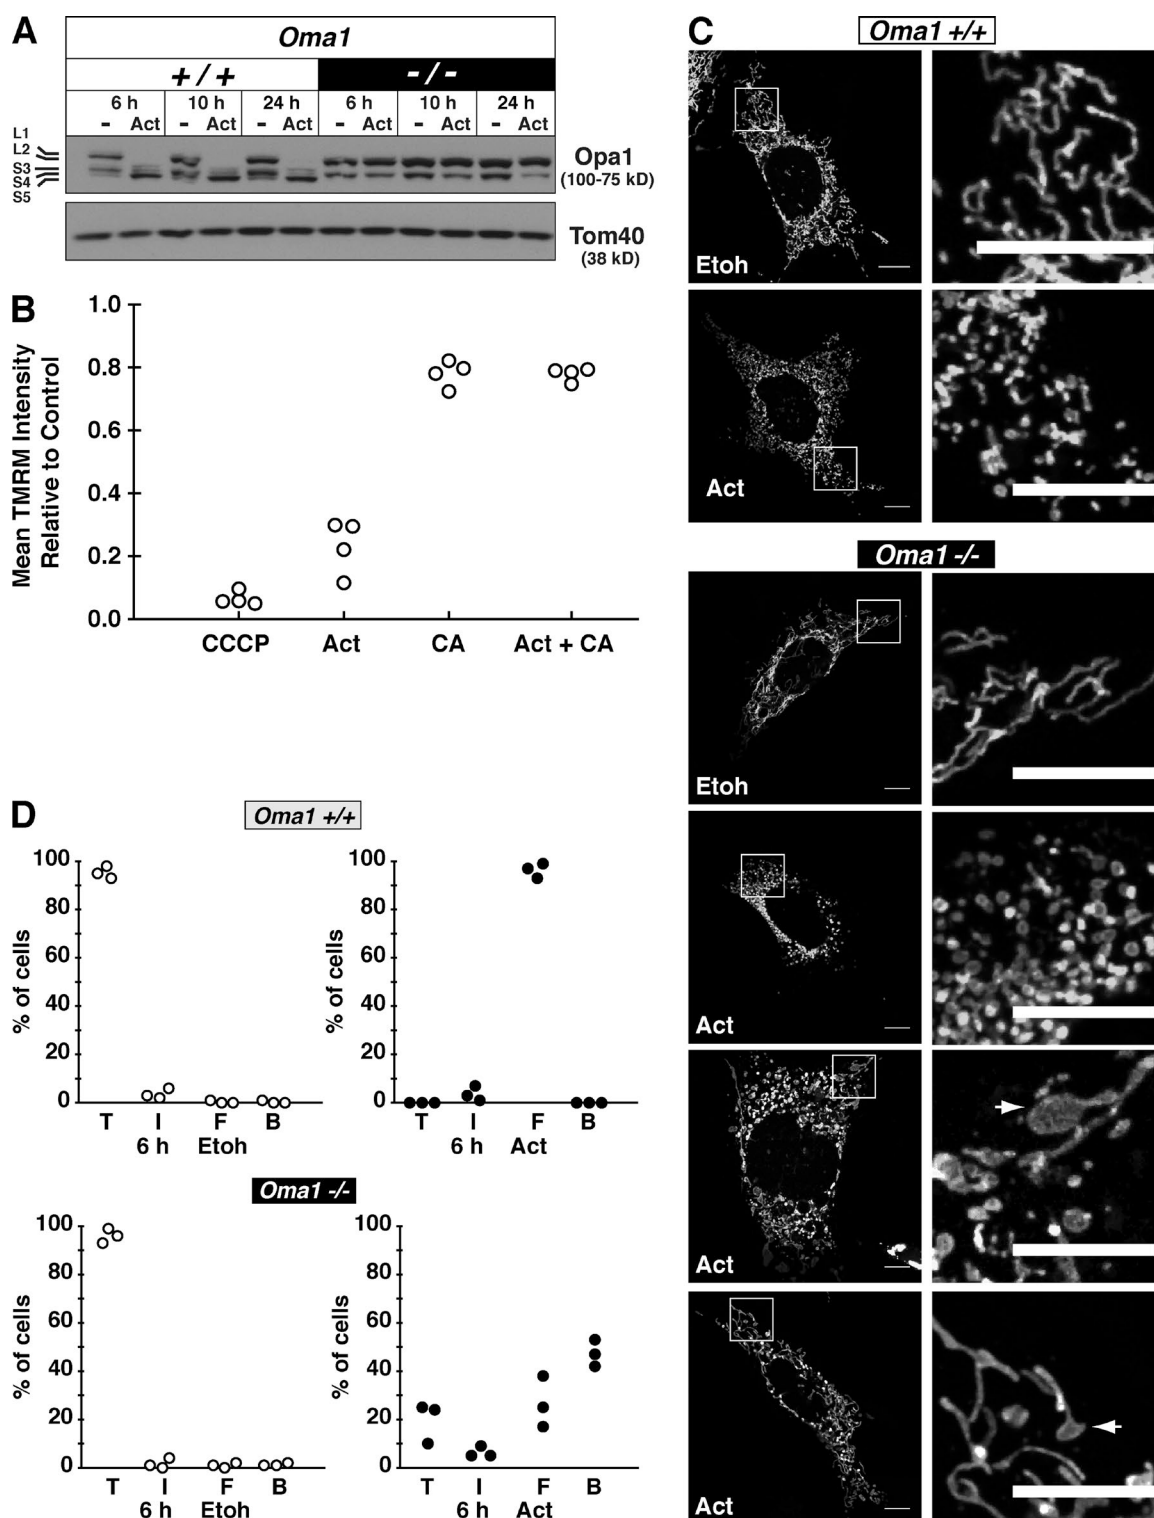 A
Oma1
+/+ -/-
6 h 10 h 24 h 6 h 10 h 24 h
- Act - Act - Act - Act - Act - Act
L1
L2
S3
S4
S5
Opa1
(100-75 kD)
Tom40
(38 kD)
B
Mean TMRM Intensity
Relative to Control
1.0
0.8
0.6
0.4
0.2
0.0
CCCP Act CA Act + CA
C
Oma1 +/+
Etoh
Act
Oma1 -/-
Etoh
Act
Act
Act
D
Oma1 +/+
% of cells
100
80
60
40
20
0
T I F B
6 h Etoh
% of cells
100
80
60
40
20
0
T I F B
6 h Act
Oma1 -/-
% of cells
100
80
60
40
20
0
T I F B
6 h Etoh
% of cells
100
80
60
40
20
0
T I F B
6 h Act